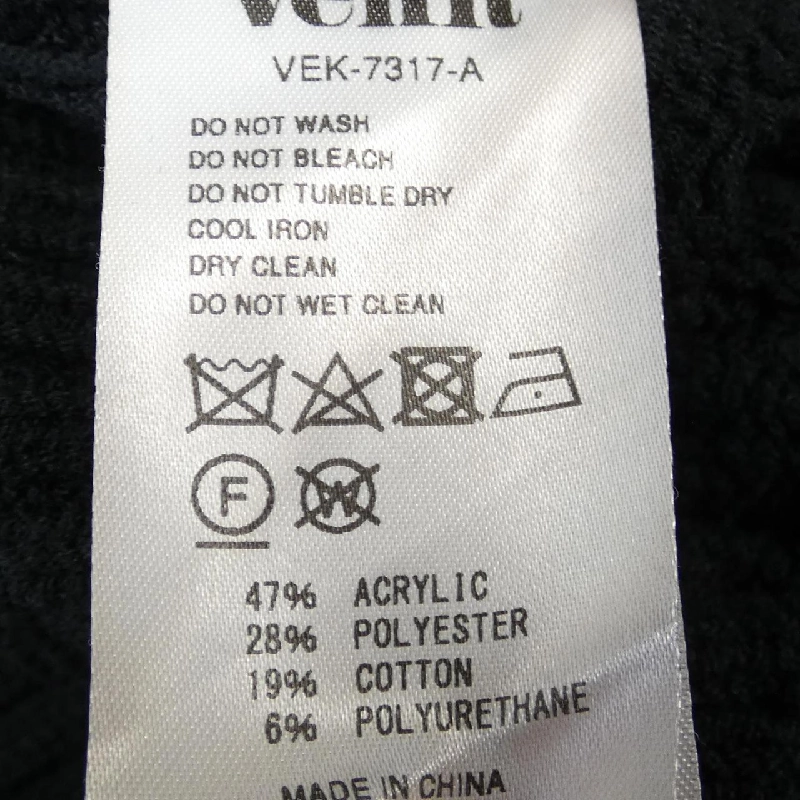 VEK-7317-A
DO NOT WASH
DO NOT BLEACH
DO NOT TUMBLE DRY
COOL IRON
DRY CLEAN
DO NOT WET CLEAN
F W
47% ACRYLIC
28% POLYESTER
19% COTTON
6% POLYURETHANE
MADE IN CHINA